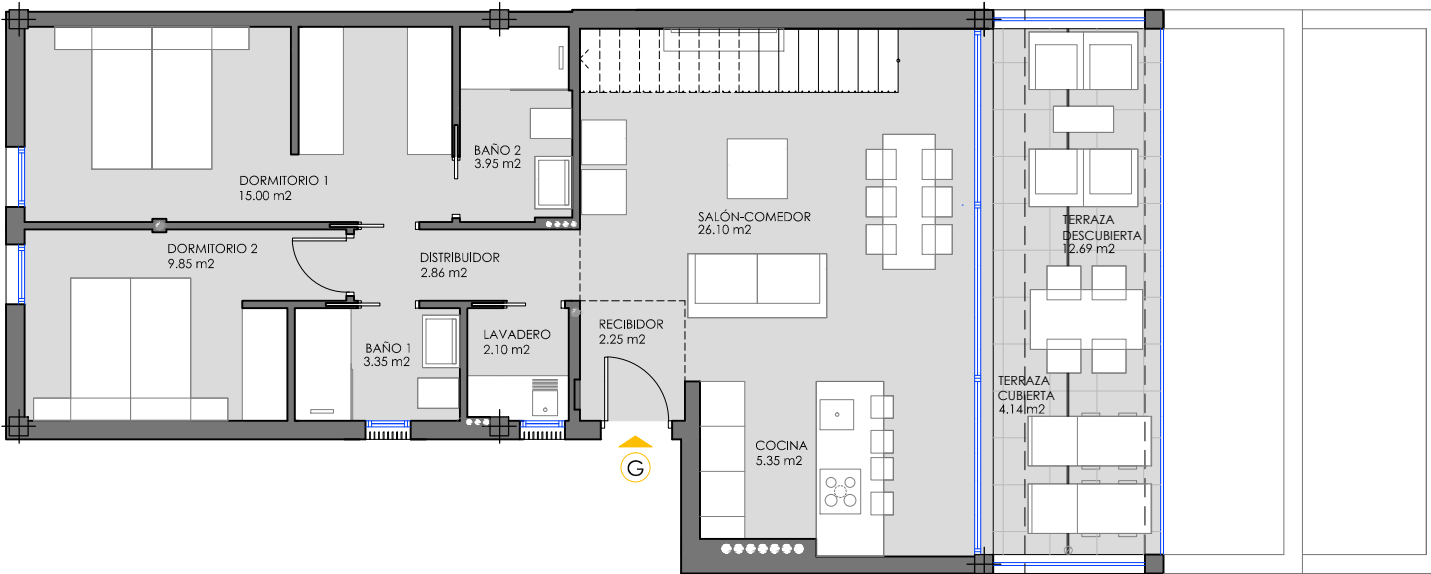 BAÑO 2
3.95 m2
DORMITORIO 1
15.00 m2
SALÓN-COMEDOR
26.10 m2
TERRAZA
DESCUBIERTA
12.69 m2
DORMITORIO 2
9.85 m2
DISTRIBUIDOR
2.86 m2
RECIBIDOR
2.25 m2
LAVADERO
2.10 m2
BAÑO 1
3.35 m2
TERRAZA
CUBIERTA
4.14 m2
COCINA
5.35 m2
G